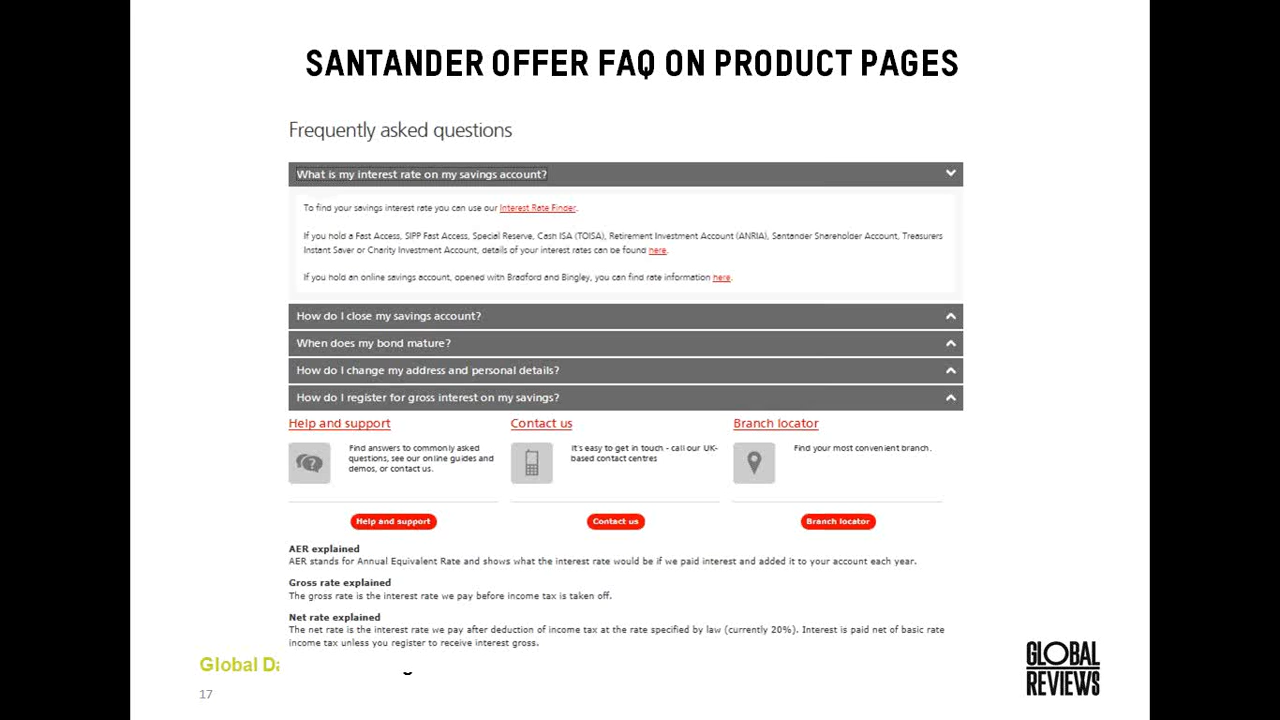 SANTANDER OFFER FAQ ON PRODUCT PAGES
Frequently asked questions
What is my interest rate on my savings account?
To find your savings interest rate you can use our Interest Rate Finder.
If you hold a Fast Access, SIPP Fast Access, Special Reserve, Cash ISA (TOISA), Retirement Investment Account (ANRIA), Santander Shareholder Account, Treasurers
Instant Saver or Charity Investment Account, details of your interest rates can be found here.
If you hold an online savings account, opened with Bradford and Bingley, you can find rate information here.
How do I close my savings account?
When does my bond mature?
How do I change my address and personal details?
How do I register for gross interest on my savings?
Help and support
Find answers to commonly asked
questions, see our online guides and
demos, or contact us.
Help and support
Contact us
It's easy to get in touch - call our UK-
based contact centres
Contact us
Branch locator
Find your most convenient branch.
Branch locator
AER explained
AER stands for Annual Equivalent Rate and shows what the interest rate would be if we paid interest and added it to your account each year.
Gross rate explained
The gross rate is the interest rate we pay before income tax is taken off.
Net rate explained
The net rate is the interest rate we pay after deduction of income tax at the rate specified by law (currently 20%). Interest is paid net of basic rate
income tax unless you register to receive interest gross.
Global
17
GLOBAL
REVIEWS